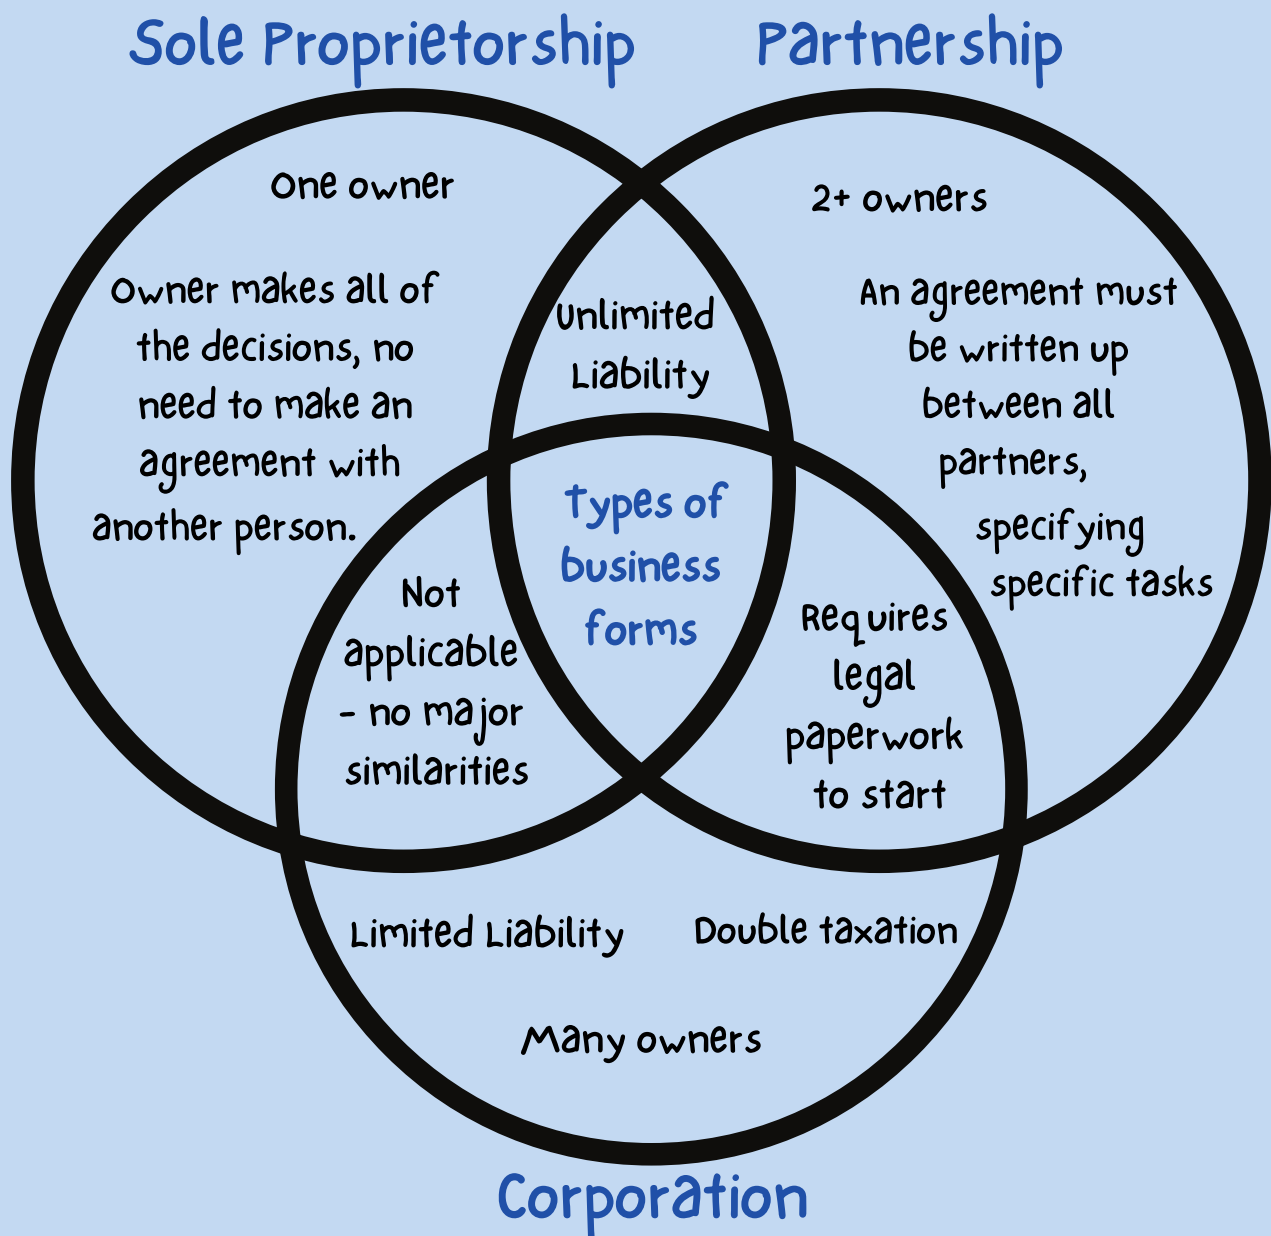 Sole Proprietorship
Partnership
One owner
Owner makes all of
the decisions, no
need to make an
agreement with
another person.
Unlimited
Liability
2+ owners
An agreement must
be written up
between all
partners,
specifying
specific tasks
Types of
business
forms
Not
applicable
- no major
similarities
Requires
legal
paperwork
to start
Limited Liability
Double taxation
Many owners
Corporation